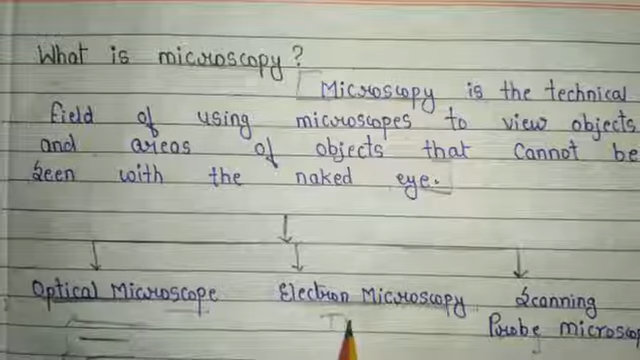 What is microscopy?
Microscopy is the technical
field of using microscopes to view objects
and areas of objects that cannot be
seen with the naked eye.
Optical Microscope Electron Microscopy Scanning
Probe microscop